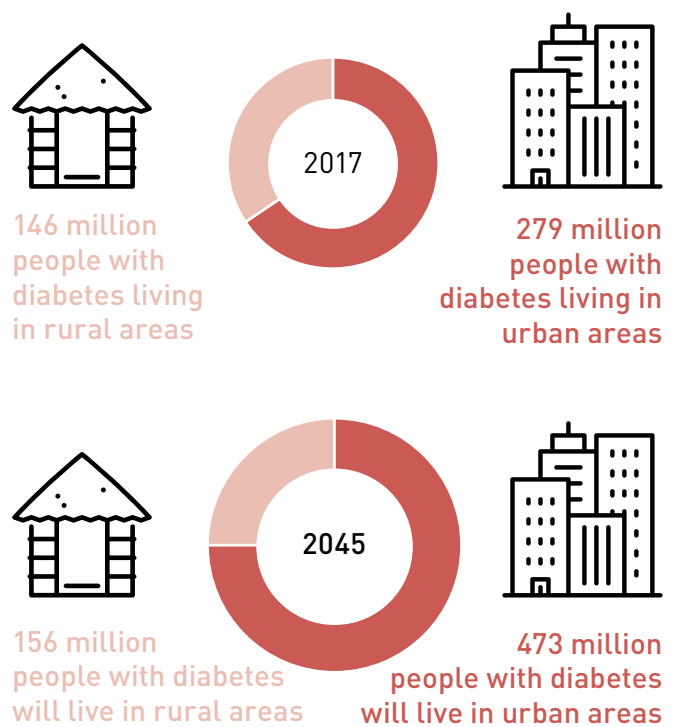 2017
146 million
people with
diabetes living
in rural areas
279 million
people with
diabetes living in
urban areas
2045
156 million
people with diabetes
will live in rural areas
473 million
people with diabetes
will live in urban areas